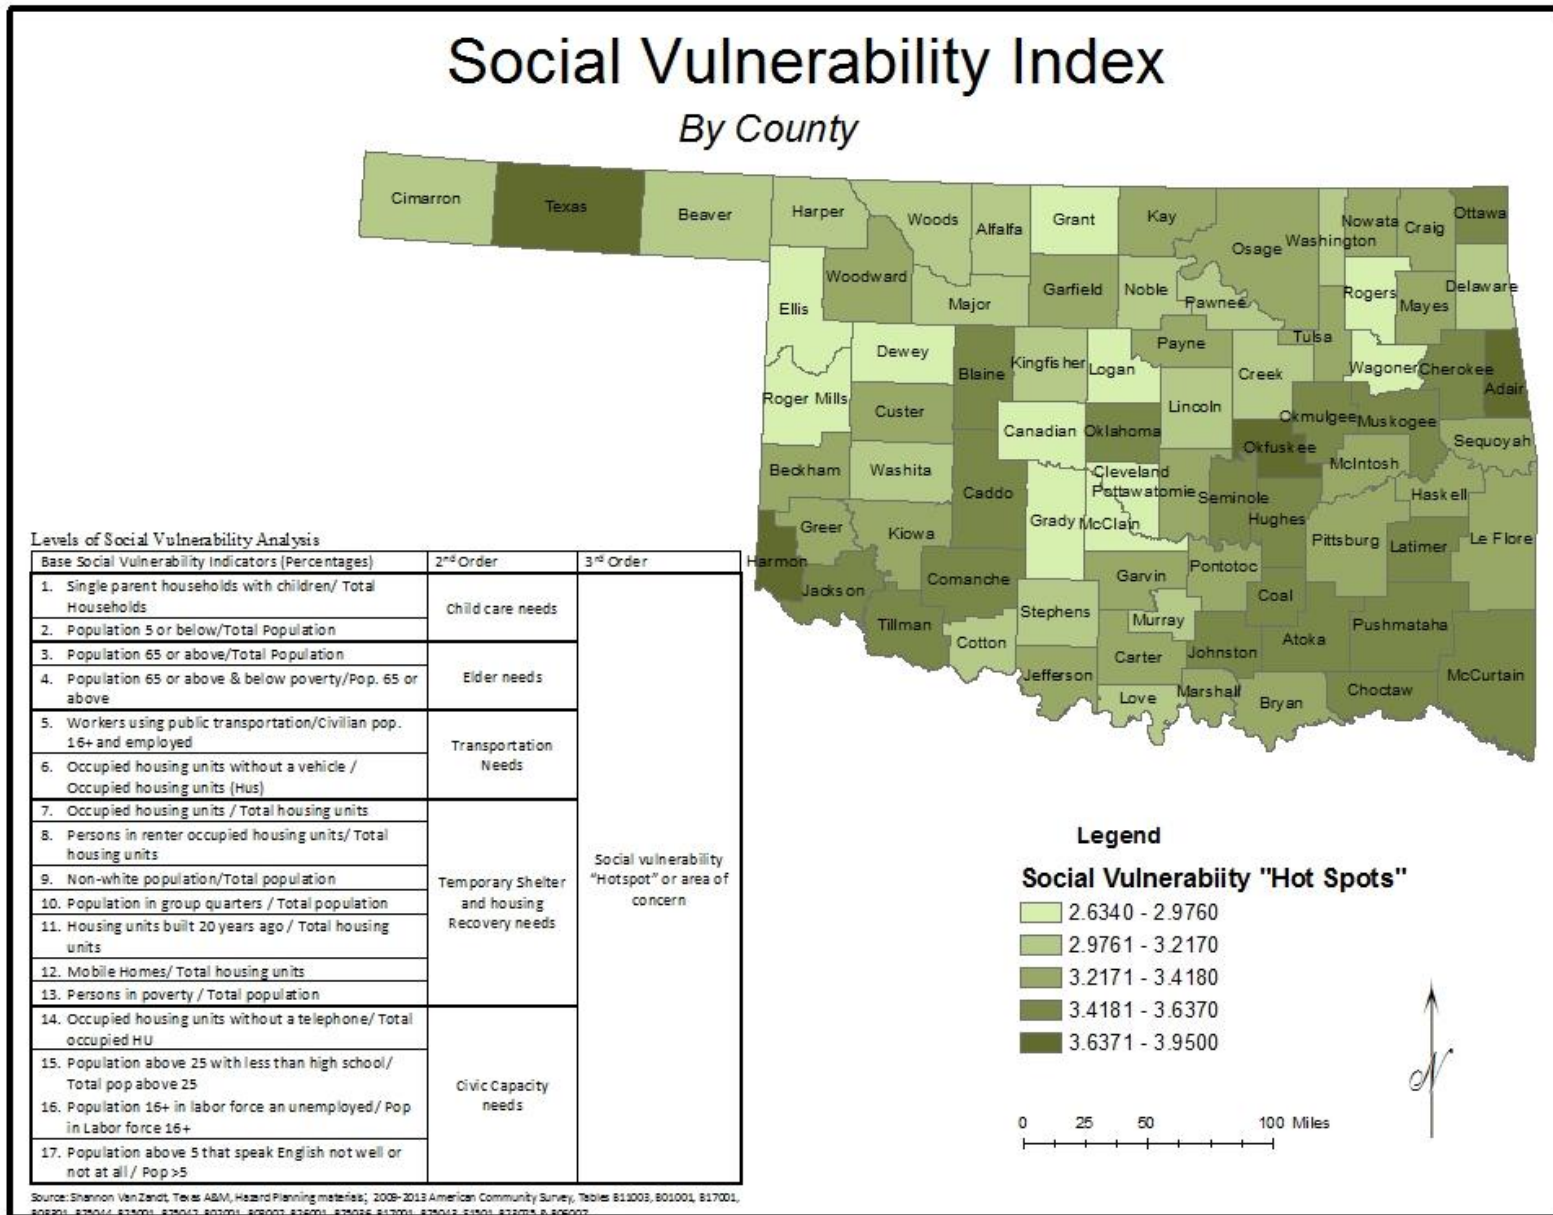 Social Vulnerability Index
By County
Cimarron
Texas
Beaver
Harper
Woods
Alfalfa
Grant
Kay
Osage
Washington
Nowata
Craig
Ottawa
Woodward
Ellis
Major
Garfield
Noble
Pawnee
Rogers
Mayes
Delaware
Dewey
Blaine
Kingfisher
Logan
Payne
Tulsa
Creek
Wagoner
Cherokee
Adair
Roger Mills
Custer
Canadian
Oklahoma
Lincoln
Okmulgee
Muskogee
Okfuskee
Sequoyah
Beckham
Washita
Caddo
Cleveland
Pottawatomie
Seminole
McIntosh
Haskell
Greer
Kiowa
Grady
McClain
Hughes
Pittsburg
Latimer
Le Flore
Harmon
Jackson
Comanche
Garvin
Pontotoc
Coal
Tillman
Stephens
Murray
Atoka
Pushmataha
Cotton
Carter
Johnston
McCurtain
Jefferson
Love
Marshall
Bryan
Choctaw
Levels of Social Vulnerability Analysis
Base Social Vulnerability Indicators (Percentages)
2nd Order
3rd Order
1. Single parent households with children/ Total
Households
2. Population 5 or below/Total Population
Child care needs
3. Population 65 or above/Total Population
4. Population 65 or above & below poverty/Pop. 65 or
above
Elder needs
5. Workers using public transportation/Civilian pop.
16+ and employed
6. Occupied housing units without a vehicle /
Occupied housing units (Hus)
Transportation
Needs
7. Occupied housing units / Total housing units
8. Persons in renter occupied housing units/ Total
housing units
9. Non-white population/Total population
10. Population in group quarters / Total population
11. Housing units built 20 years ago / Total housing
units
12. Mobile Homes/ Total housing units
13. Persons in poverty / Total population
Temporary Shelter
and housing
Recovery needs
14. Occupied housing units without a telephone/ Total
occupied HU
15. Population above 25 with less than high school/
Total pop above 25
16. Population 16+ in labor force an unemployed/ Pop
in Labor force 16+
17. Population above 5 that speak English not well or
not at all / Pop >5
Civic Capacity
needs
Social vulnerability
"Hotspot" or area of
concern
Source: Shannon Van Zandt, Texas A&M, Hazard Planning materials; 2009-2013 American Community Survey, Tables B11003, B01001, B17001,
Legend
Social Vulnerabiity "Hot Spots"
2.6340 - 2.9760
2.9761 - 3.2170
3.2171 - 3.4180
3.4181 - 3.6370
3.6371 - 3.9500
0 25 50 100 Miles
N